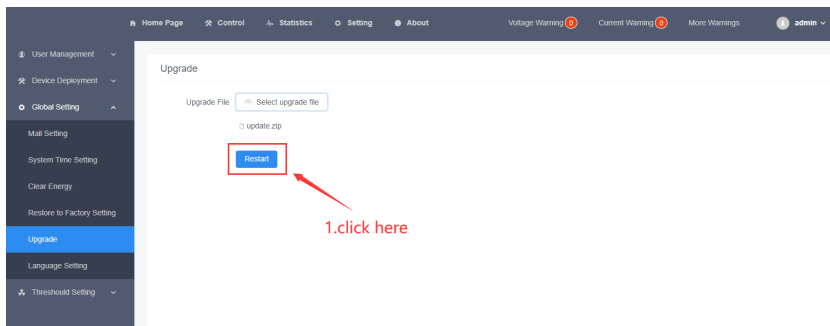 Home Page Control Statistics Setting About Voltage Warning 0 Current Warning 0 More Warnings admin
User Management
Device Deployment
Global Setting
Mail Setting
System Time Setting
Clear Energy
Restore to Factory Setting
Upgrade
Language Setting
Threshould Setting
Upgrade
Upgrade File Select upgrade file
update.zip
Restart
1.click here